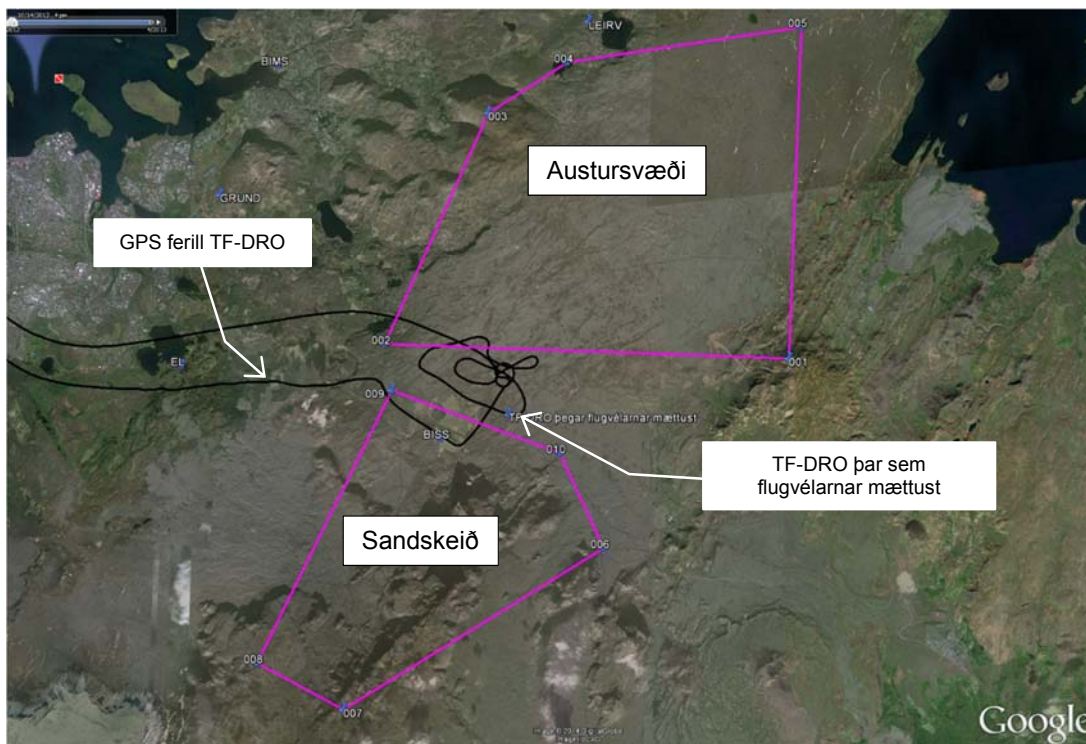 LEIRV
005
004
BIMS
003
Austursvæði
GRUND
GPS ferill TF-DRO
002
EL
001
009
TF-DRO þegar flugvélarnar mættust
BISS
010
TF-DRO þar sem
flugvélarnar mættust
Sandskeið
006
008
007
Google